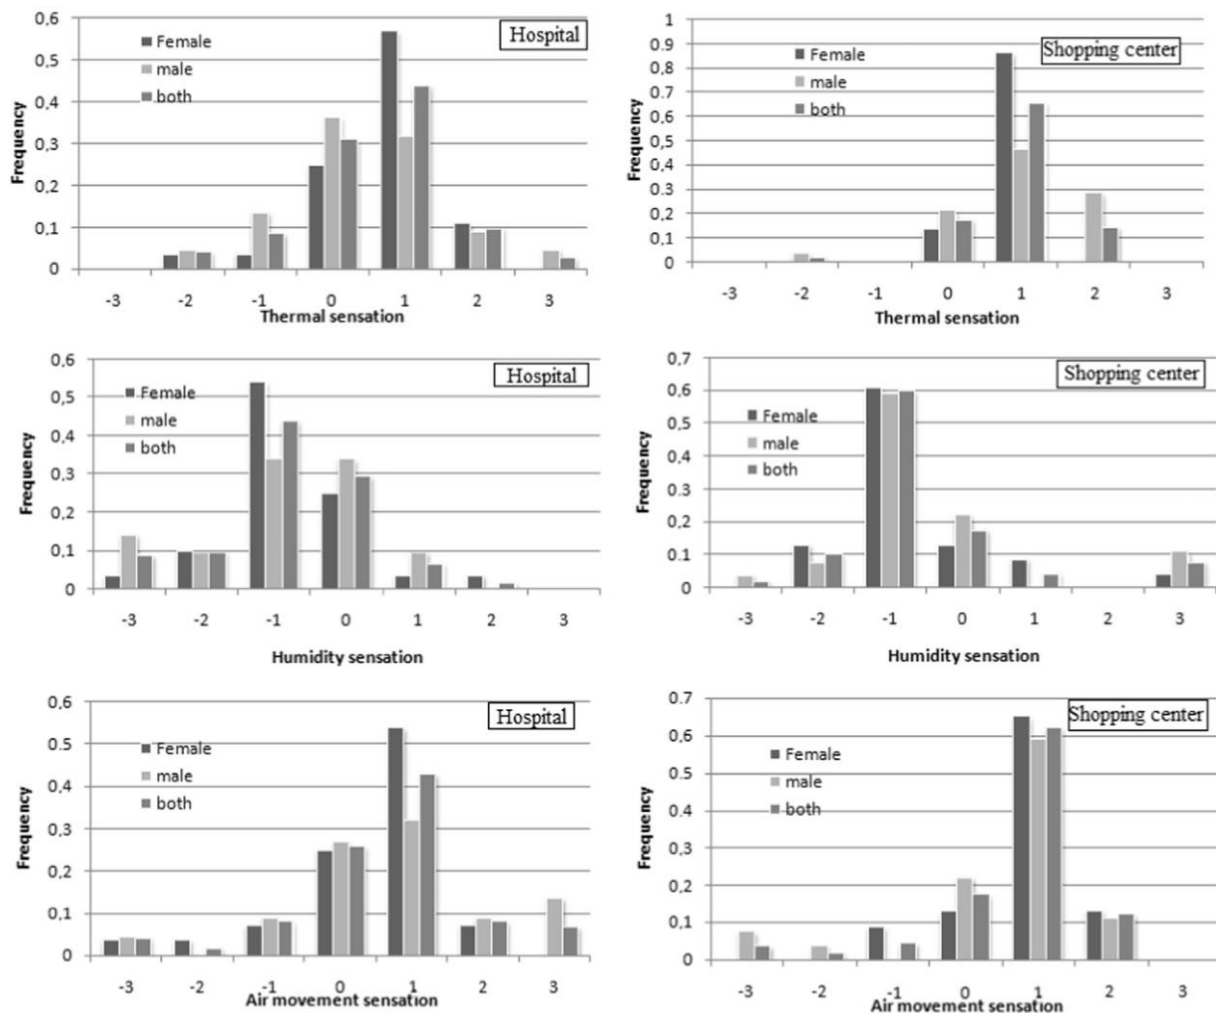 0,6
0,5
0,4
0,3
0,2
0,1
0
Frequency
Female
male
both
Hospital
-3 -2 -1 0 1 2 3
Thermal sensation
1
0,9
0,8
0,7
0,6
0,5
0,4
0,3
0,2
0,1
0
Frequency
Female
male
both
Shopping center
-3 -2 -1 0 1 2 3
Thermal sensation
0,6
0,5
0,4
0,3
0,2
0,1
0
Frequency
Female
male
both
Hospital
-3 -2 -1 0 1 2 3
Humidity sensation
0,7
0,6
0,5
0,4
0,3
0,2
0,1
0
Frequency
Female
male
both
Shopping center
-3 -2 -1 0 1 2 3
Humidity sensation
0,6
0,5
0,4
0,3
0,2
0,1
0
Frequency
Female
male
both
Hospital
-3 -2 -1 0 1 2 3
Air movement sensation
0,7
0,6
0,5
0,4
0,3
0,2
0,1
0
Frequency
Female
male
both
Shopping center
-3 -2 -1 0 1 2 3
Air movement sensation